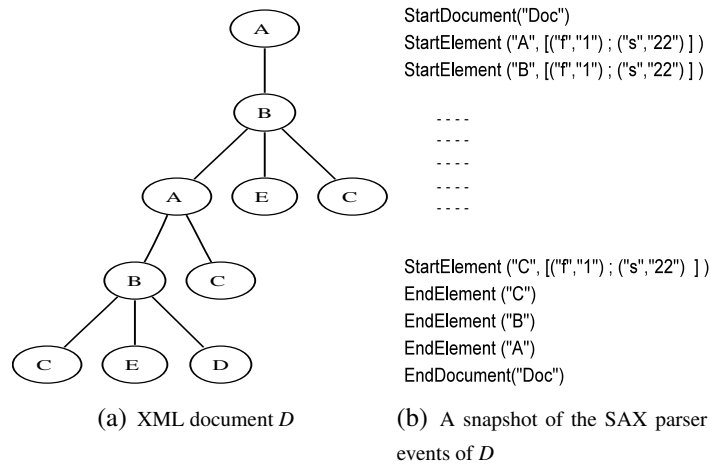 A
B
A E C
B C
C E D
(a) XML document D
StartDocument("Doc")
StartElement ("A", [("f","1") ; ("s","22") ] )
StartElement ("B", [("f","1") ; ("s","22") ] )
- - - -
- - - -
- - - -
- - - -
- - - -
StartElement ("C", [("f","1") ; ("s","22")  ] )
EndElement ("C")
EndElement ("B")
EndElement ("A")
EndDocument("Doc")
(b) A snapshot of the SAX parser
events of D